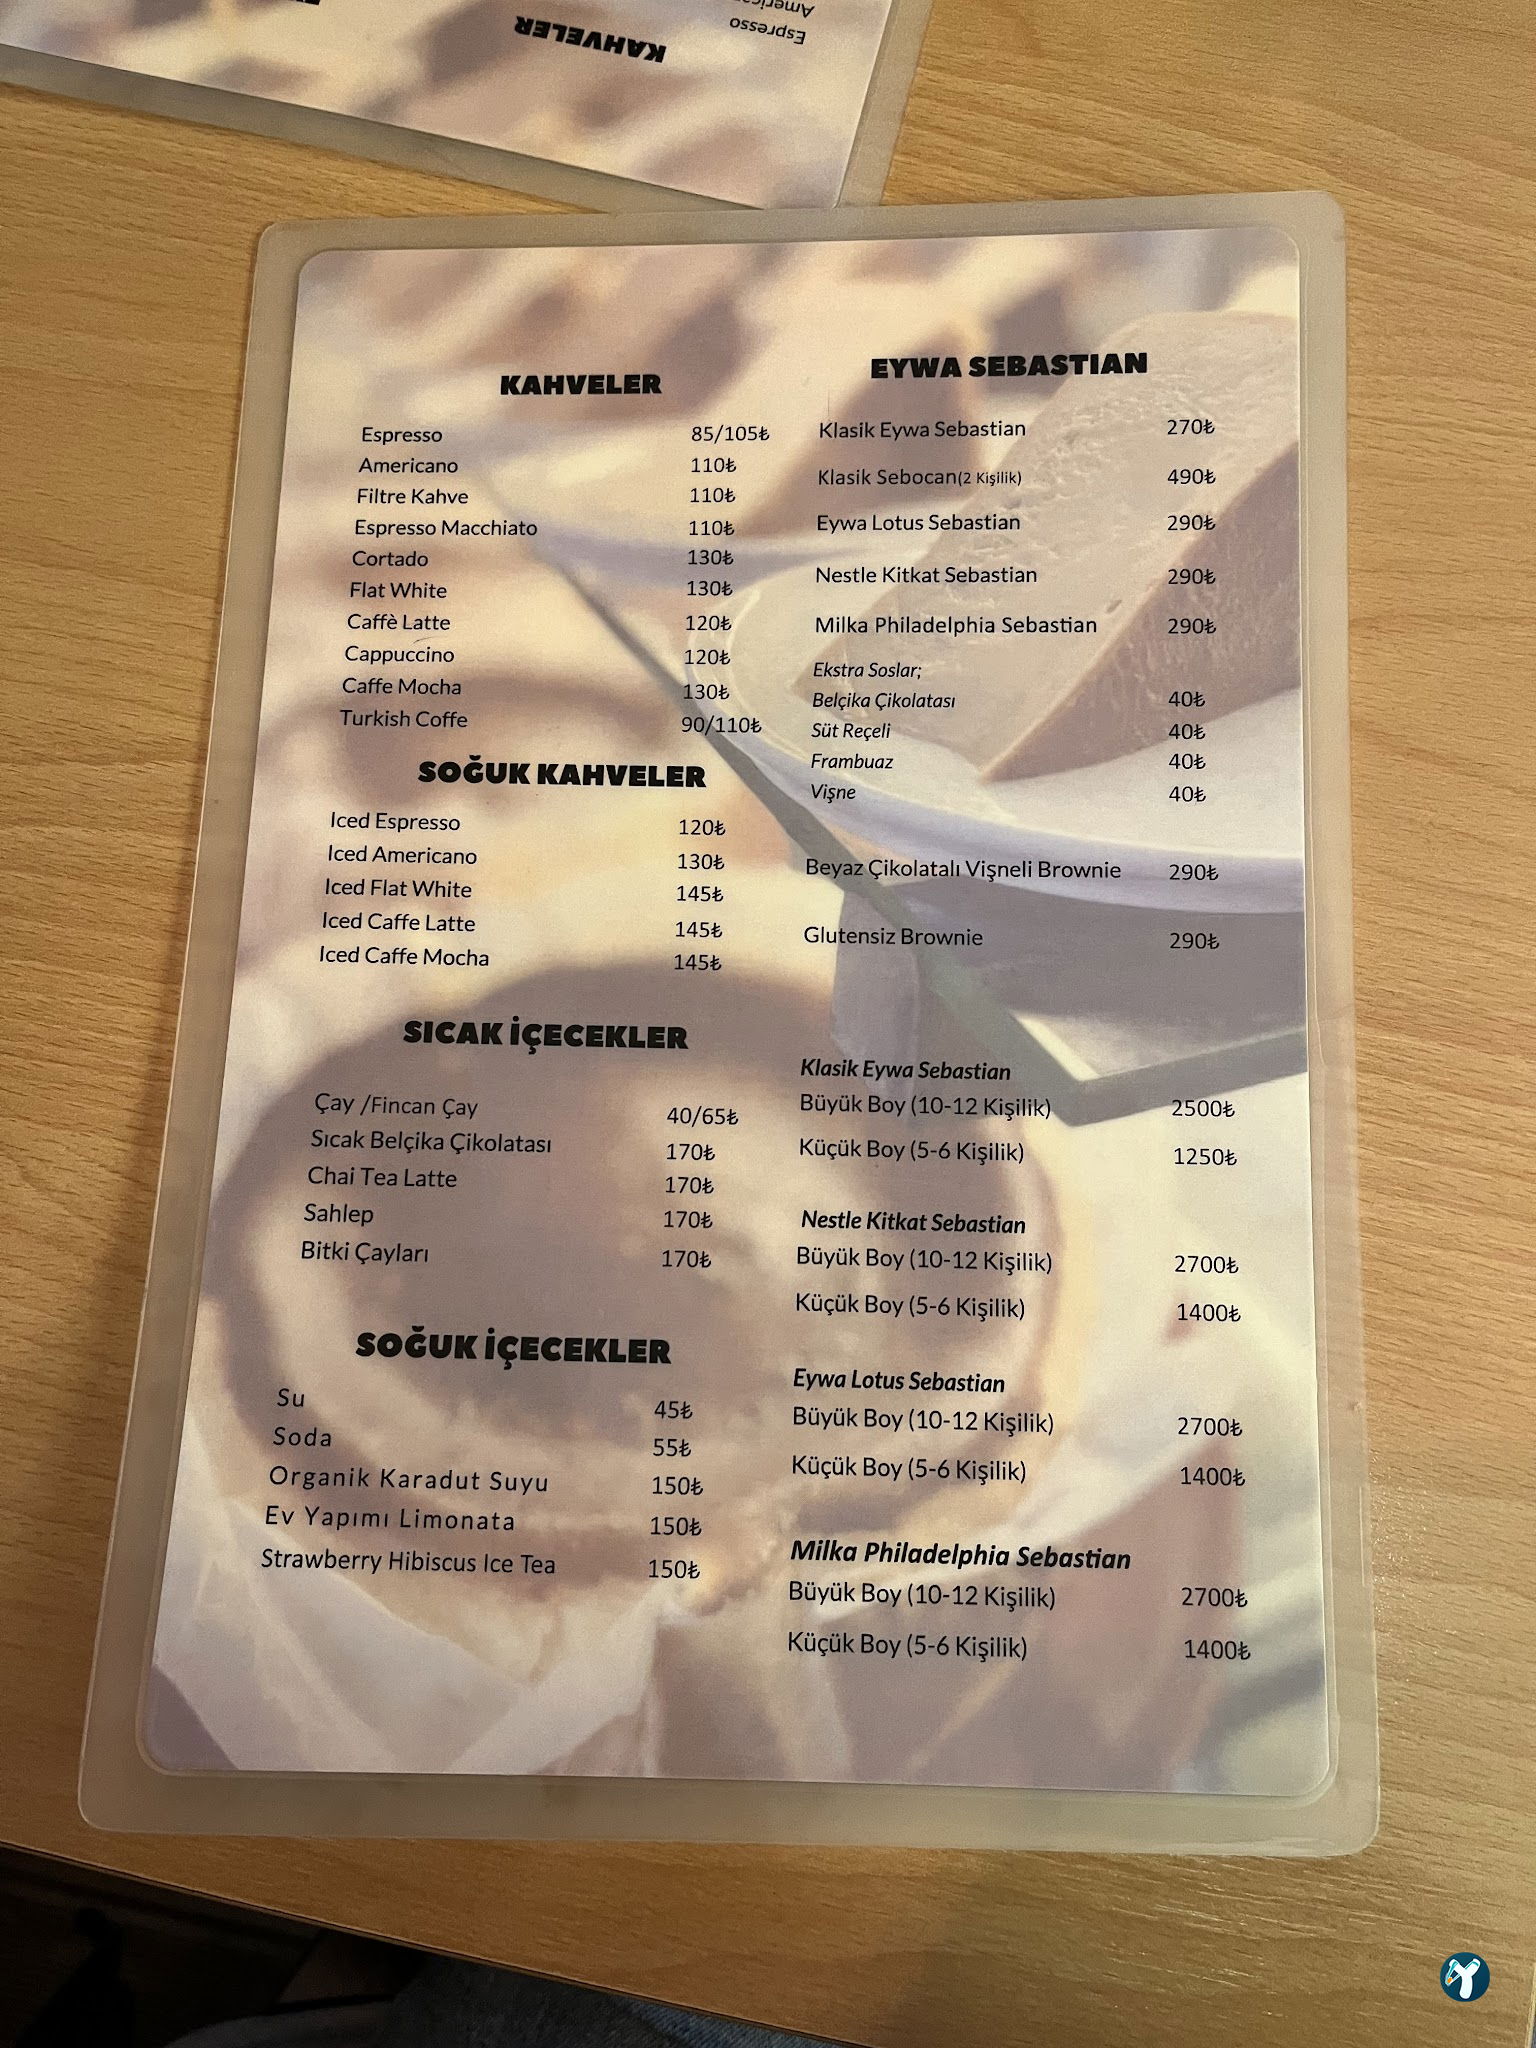 KAHVELER
Espresso
KAHVELER
Espresso 85/105₺
Americano 110₺
Filtre Kahve 110₺
Espresso Macchiato 110₺
Cortado 130₺
Flat White 130₺
Caffè Latte 120₺
Cappuccino 120₺
Caffe Mocha 130₺
Turkish Coffe 90/110₺
SOĞUK KAHVELER
Iced Espresso 120₺
Iced Americano 130₺
Iced Flat White 145₺
Iced Caffe Latte 145₺
Iced Caffe Mocha 145₺
SICAK İÇECEKLER
Çay /Fincan Çay 40/65₺
Sıcak Belçika Çikolatası 170₺
Chai Tea Latte 170₺
Sahlep 170₺
Bitki Çayları 170₺
SOĞUK İÇECEKLER
Su 45₺
Soda 55₺
Organik Karadut Suyu 150₺
Ev Yapımı Limonata 150₺
Strawberry Hibiscus Ice Tea 150₺
EYWA SEBASTIAN
Klasik Eywa Sebastian 270₺
Klasik Sebocan(2 Kişilik) 490₺
Eywa Lotus Sebastian 290₺
Nestle Kitkat Sebastian 290₺
Milka Philadelphia Sebastian 290₺
Ekstra Soslar;
Belçika Çikolatası 40₺
Süt Reçeli 40₺
Frambuaz 40₺
Vişne 40₺
Beyaz Çikolatalı Vişneli Brownie 290₺
Glutensiz Brownie 290₺
Klasik Eywa Sebastian
Büyük Boy (10-12 Kişilik) 2500₺
Küçük Boy (5-6 Kişilik) 1250₺
Nestle Kitkat Sebastian
Büyük Boy (10-12 Kişilik) 2700₺
Küçük Boy (5-6 Kişilik) 1400₺
Eywa Lotus Sebastian
Büyük Boy (10-12 Kişilik) 2700₺
Küçük Boy (5-6 Kişilik) 1400₺
Milka Philadelphia Sebastian
Büyük Boy (10-12 Kişilik) 2700₺
Küçük Boy (5-6 Kişilik) 1400₺